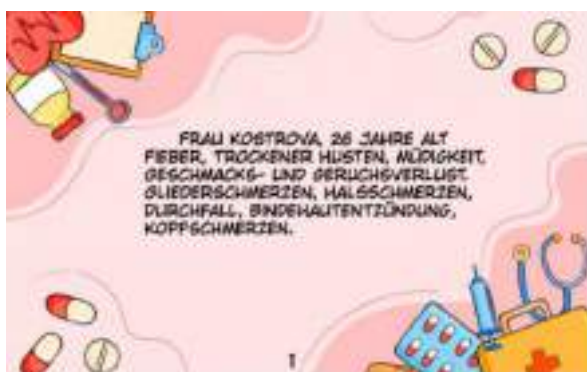 FRAU KOSTROVA, 26 JAHRE ALT
FIEBER, TROCKENER HUSTEN, MÜDIGKEIT,
GESCHMACKS- UND GERUCHSVERLUST,
GLIEDERSCHMERZEN, HALSSCHMERZEN,
DURCHFALL, BINDEHAUTENTZÜNDUNG,
KOPFSCHMERZEN.
1